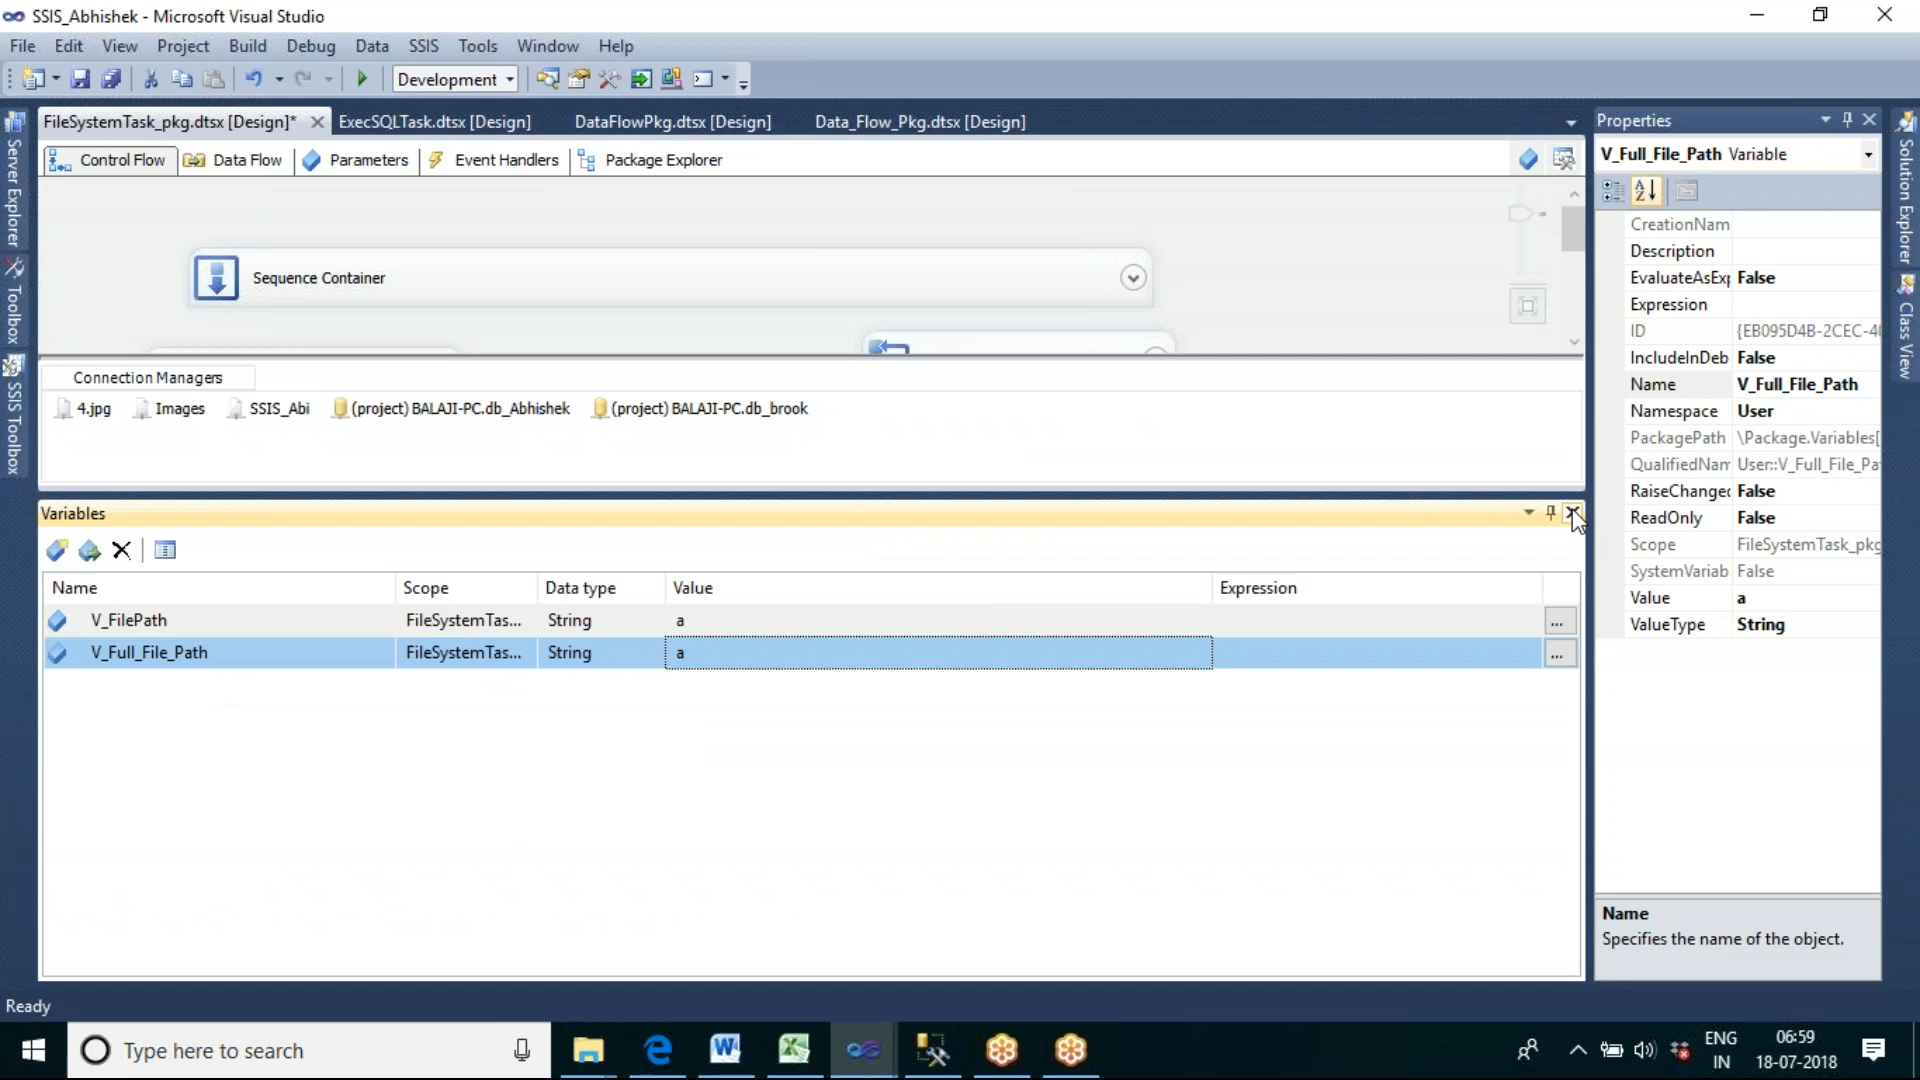 SSIS_Abhishek - Microsoft Visual Studio
File Edit View Project Build Debug Data SSIS Tools Window Help
Development
FileSystemTask_pkg.dtsx [Design]* ExecSQLTask.dtsx [Design] DataFlowPkg.dtsx [Design] Data_Flow_Pkg.dtsx [Design]
Control Flow Data Flow Parameters Event Handlers Package Explorer
Sequence Container
Connection Managers
4.jpg Images SSIS_Abi (project) BALAJI-PC.db_Abhishek (project) BALAJI-PC.db_brook
Variables
Name Scope Data type Value Expression
V_FilePath FileSystemTas... String a ...
V_Full_File_Path FileSystemTas... String a ...
Server Explorer
Toolbox
SSIS Toolbox
Properties
V_Full_File_Path Variable
CreationNam
Description
EvaluateAsExp False
Expression
ID {EB095D4B-2CEC-4
IncludeInDeb False
Name V_Full_File_Path
Namespace User
PackagePath \Package.Variables[
QualifiedNam User::V_Full_File_Pa
RaiseChanged False
ReadOnly False
Scope FileSystemTask_pkg
SystemVariab False
Value a
ValueType String
Name
Specifies the name of the object.
Solution Explorer
Class View
Ready
Type here to search
ENG
IN
06:59
18-07-2018